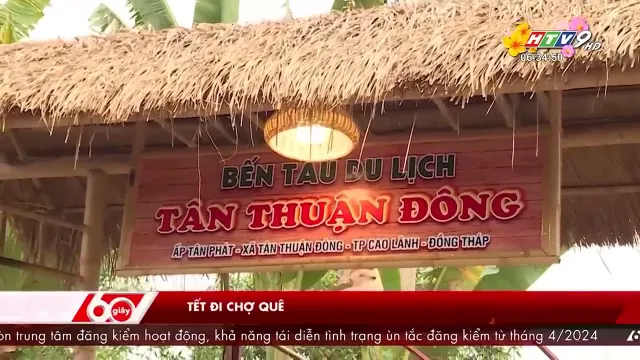 HTV9 HD
06:34:50
BẾN TÀU DU LỊCH
TÂN THUẬN ĐÔNG
ẤP TÂN PHÁT - XÃ TÂN THUẬN ĐÔNG - TP CAO LÃNH - ĐỒNG THÁP
60 giây
TẾT ĐI CHỢ QUÊ
òn trung tâm đăng kiểm hoạt động, khả năng tái diễn tình trạng ùn tắc đăng kiểm từ tháng 4/2024